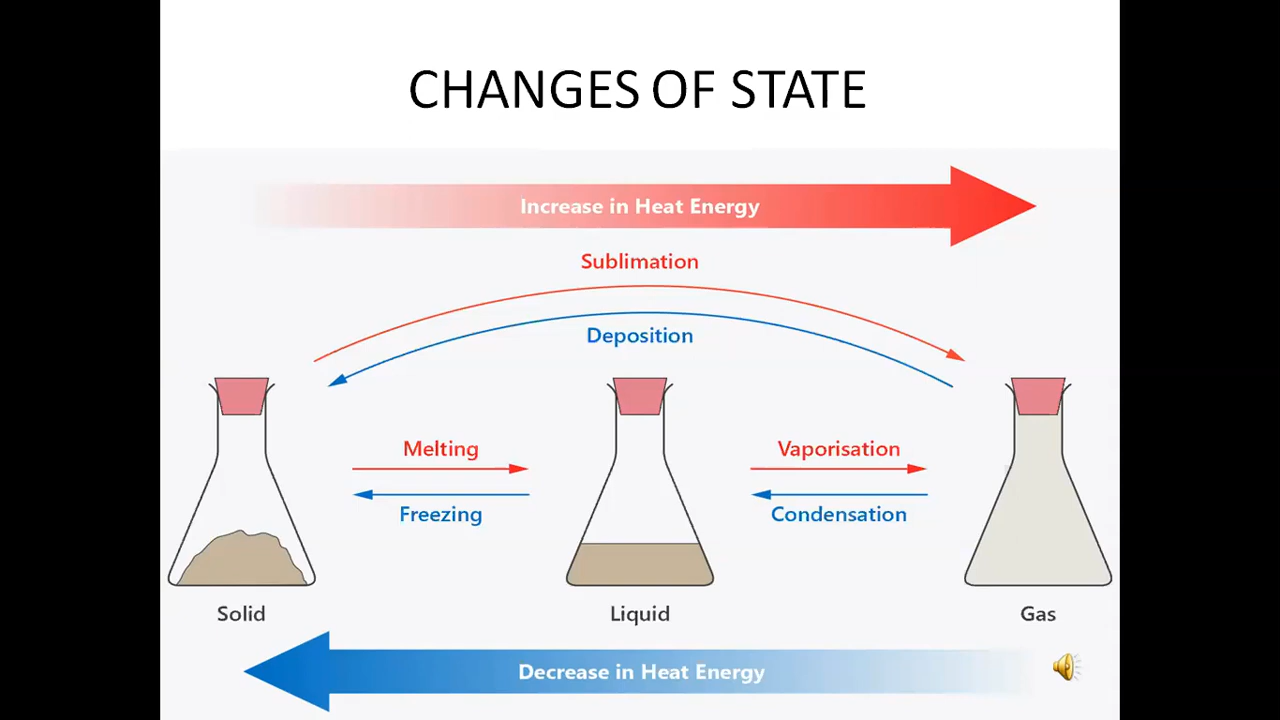 CHANGES OF STATE
Increase in Heat Energy
Sublimation
Deposition
Melting
Vaporisation
Freezing
Condensation
Solid
Liquid
Gas
Decrease in Heat Energy